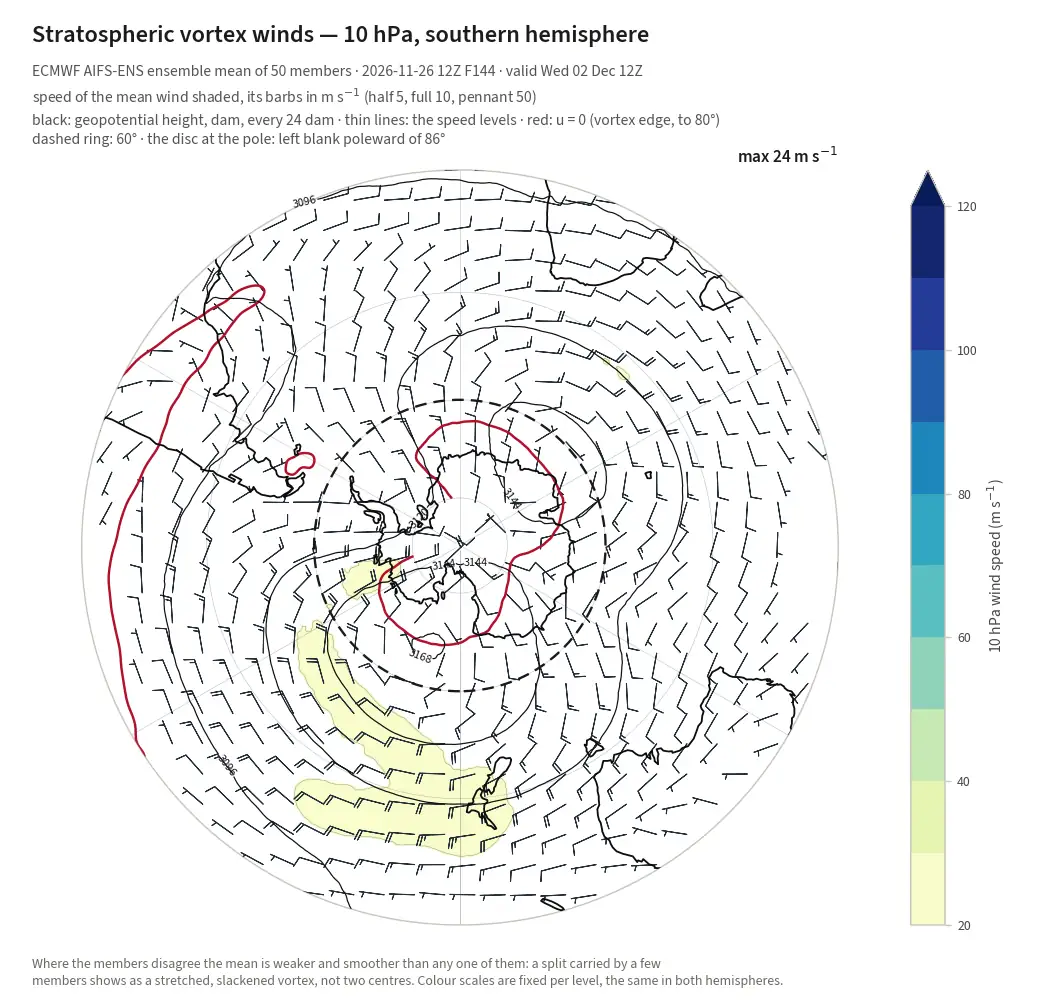 Stratospheric vortex winds — 10 hPa, southern hemisphere
ECMWF AIFS-ENS ensemble mean of 50 members · 2026-11-26 12Z F144 · valid Wed 02 Dec 12Z
speed of the mean wind shaded, its barbs in m s⁻¹ (half 5, full 10, pennant 50)
black: geopotential height, dam, every 24 dam · thin lines: the speed levels · red: u = 0 (vortex edge, to 80°)
dashed ring: 60° · the disc at the pole: left blank poleward of 86°
max 24 m s⁻¹
3096
3144
3144
3168
3096
120
100
80
60
40
20
10 hPa wind speed (m s⁻¹)
Where the members disagree the mean is weaker and smoother than any one of them: a split carried by a few
members shows as a stretched, slackened vortex, not two centres. Colour scales are fixed per level, the same in both hemispheres.